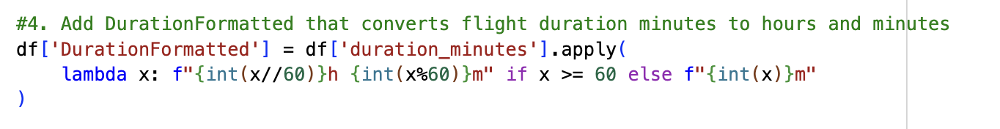 #4. Add DurationFormatted that converts flight duration minutes to hours and minutes
df['DurationFormatted'] = df['duration_minutes'].apply(
    lambda x: f"{int(x//60)}h {int(x%60)}m" if x >= 60 else f"{int(x)}m"
)